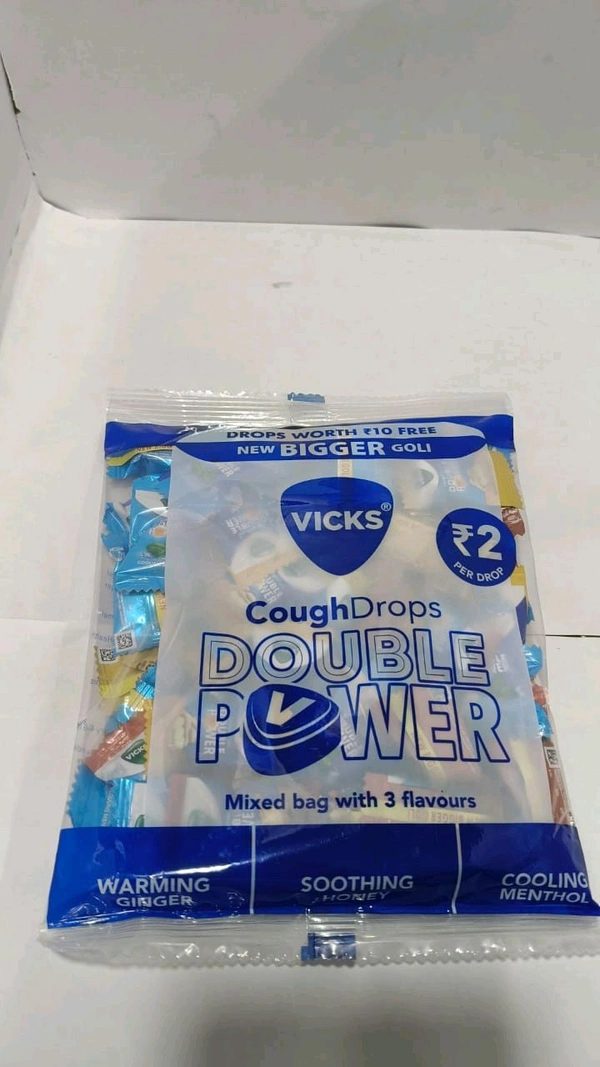 DROPS WORTH ₹10 FREE
NEW BIGGER GOLI
VICKS®
₹2
PER DROP
CoughDrops
DOUBLE
POWER
Mixed bag with 3 flavours
WARMING
GINGER
SOOTHING
HONEY
COOLING
MENTHOL